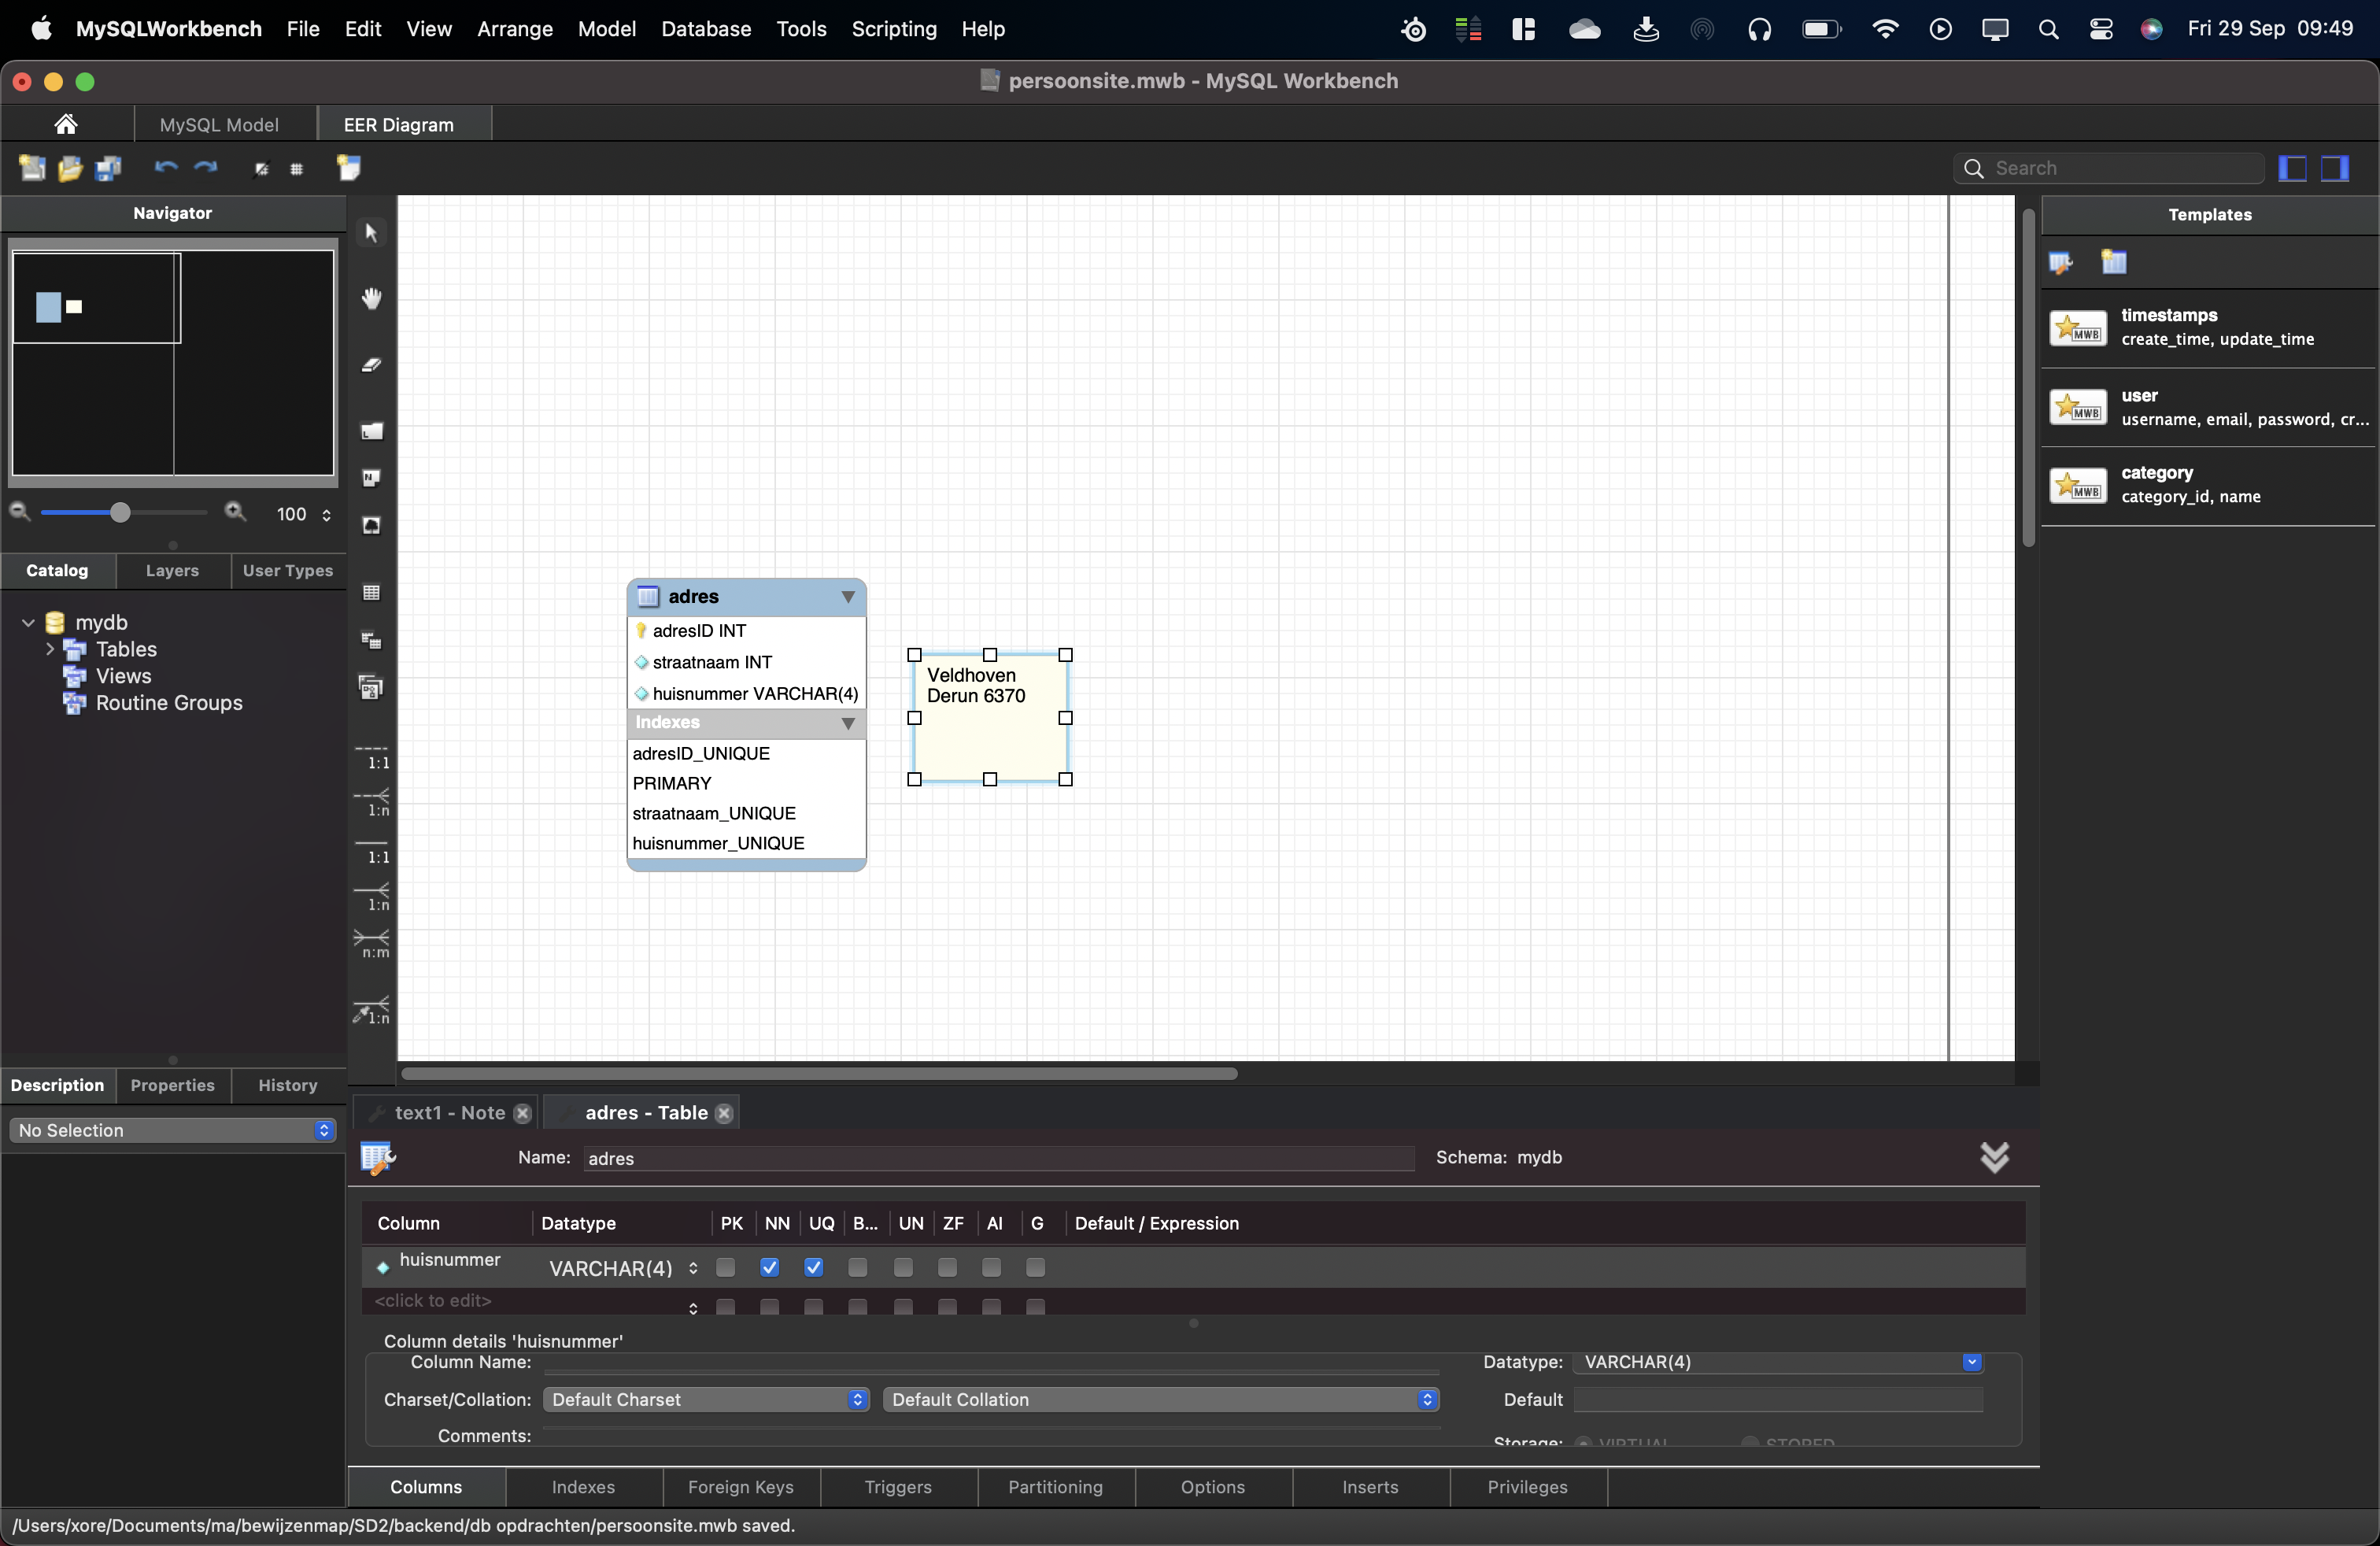 MySQLWorkbench File Edit View Arrange Model Database Tools Scripting Help Fri 29 Sep 09:49
persoonsite.mwb - MySQL Workbench
MySQL Model EER Diagram
Search
Navigator
100
Catalog Layers User Types
mydb
Tables
Views
Routine Groups
Description Properties History
No Selection
1:1
1:n
1:1
1:n
n:m
1:n
adres
adresID INT
straatnaam INT
huisnummer VARCHAR(4)
Indexes
adresID_UNIQUE
PRIMARY
straatnaam_UNIQUE
huisnummer_UNIQUE
Veldhoven
Derun 6370
Templates
MWB
timestamps
create_time, update_time
MWB
user
username, email, password, cr...
MWB
category
category_id, name
text1 - Note adres - Table
Name: adres Schema: mydb
Column Datatype PK NN UQ B... UN ZF AI G Default / Expression
huisnummer VARCHAR(4)
<click to edit>
Column details 'huisnummer'
Column Name: Datatype: VARCHAR(4)
Charset/Collation: Default Charset Default Collation Default
Comments: Storage: VIRTUAL STORED
Columns Indexes Foreign Keys Triggers Partitioning Options Inserts Privileges
/Users/xore/Documents/ma/bewijzenmap/SD2/backend/db opdrachten/persoonsite.mwb saved.